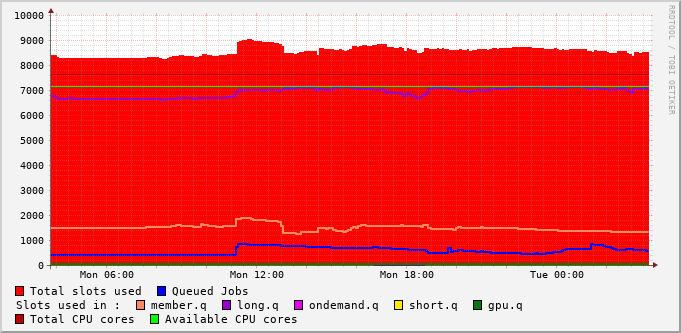 10000
9000
8000
7000
6000
5000
4000
3000
2000
1000
0
Mon 06:00 Mon 12:00 Mon 18:00 Tue 00:00
Total slots used Queued Jobs
Slots used in : member.q long.q ondemand.q short.q gpu.q
Total CPU cores Available CPU cores
RRDTOOL / TOBI OETIKER